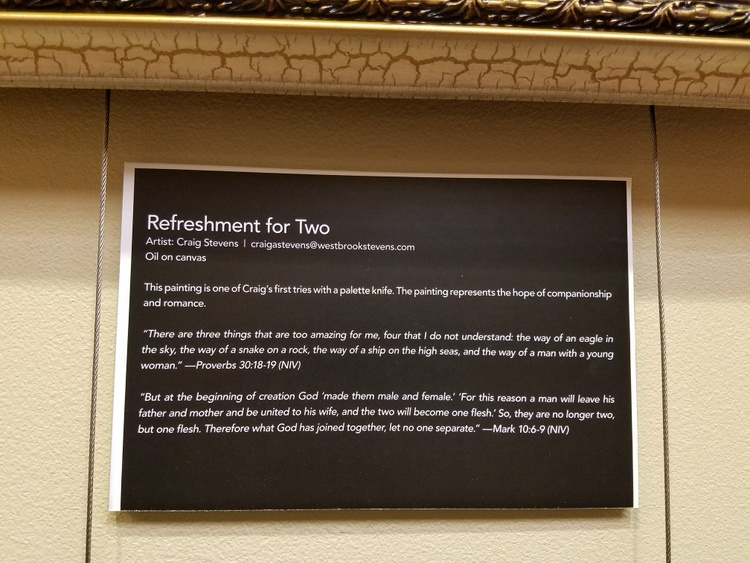 Refreshment for Two
Artist: Craig Stevens | craigastevens@westbrookstevens.com
Oil on canvas
This painting is one of Craig's first tries with a palette knife. The painting represents the hope of companionship
and romance.
"There are three things that are too amazing for me, four that I do not understand: the way of an eagle in
the sky, the way of a snake on a rock, the way of a ship on the high seas, and the way of a man with a young
woman." —Proverbs 30:18-19 (NIV)
"But at the beginning of creation God 'made them male and female.' 'For this reason a man will leave his
father and mother and be united to his wife, and the two will become one flesh.' So, they are no longer two,
but one flesh. Therefore what God has joined together, let no one separate." —Mark 10:6-9 (NIV)